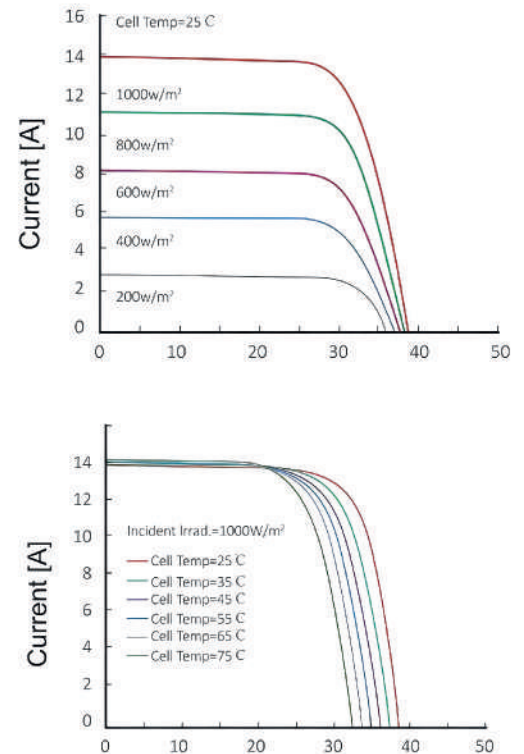 16
Cell Temp=25 C
14
12
1000w/m²
10
800w/m²
8
600w/m²
6
400w/m²
4
2
200w/m²
0
Current [A]
0 10 20 30 40 50
14
12
Incident Irrad.=1000W/m²
10
Cell Temp=25 C
Cell Temp=35 C
8
Cell Temp=45 C
6
Cell Temp=55 C
4
Cell Temp=65 C
Cell Temp=75 C
2
0
Current [A]
0 10 20 30 40 50